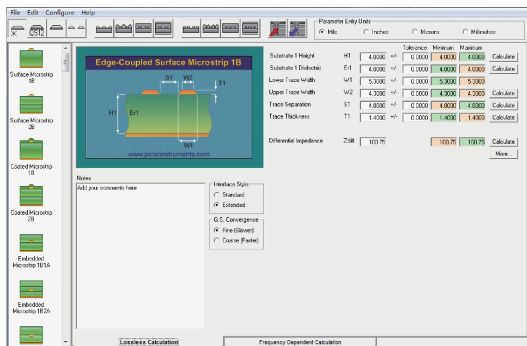 File Edit Configure Help
QS12
Parameter Entry Units
Mils Inches Microns Millimetres
Surface Microstrip 1B
Surface Microstrip 2B
Coated Microstrip 1B
Coated Microstrip 2B
Embedded Microstrip 1B1A
Embedded Microstrip 1B2A
Edge-Coupled Surface Microstrip 1B
S1 W2 T1
H1 Er1
W1
www.polarinstruments.com
Tolerance Minimum Maximum
Substrate 1 Height H1 4.0000 +/- 0.0000 4.0000 4.0000 Calculate
Substrate 1 Dielectric Er1 4.0000 +/- 0.0000 4.0000 4.0000 Calculate
Lower Trace Width W1 5.3000 +/- 0.0000 5.3000 5.3000
Upper Trace Width W2 4.3000 +/- 0.0000 4.3000 4.3000 Calculate
Trace Separation S1 +/- 0.0000 Calculate
Trace Thickness T1 1.4000 +/- 0.0000 1.4000 1.4000 Calculate
Differential Impedance Zdiff 100.75 100.75 100.75 Calculate
More...
Notes
Add your comments here
Interface Style
Standard
Extended
G.S. Convergence
Fine (Slower)
Coarse (Faster)
Lossless Calculation Frequency Dependent Calculation